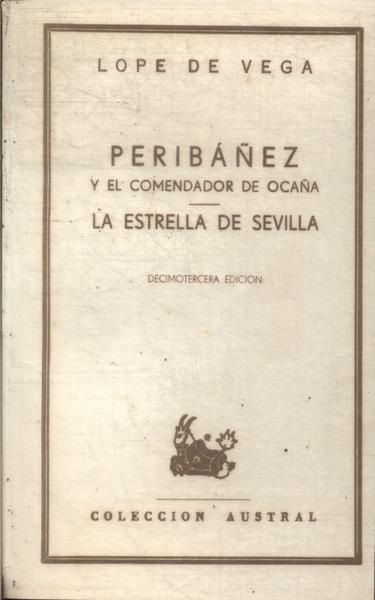 LOPE DE VEGA
PERIBÁÑEZ
Y EL COMENDADOR DE OCAÑA
LA ESTRELLA DE SEVILLA
DECIMOTERCERA EDICION
COLECCION AUSTRAL